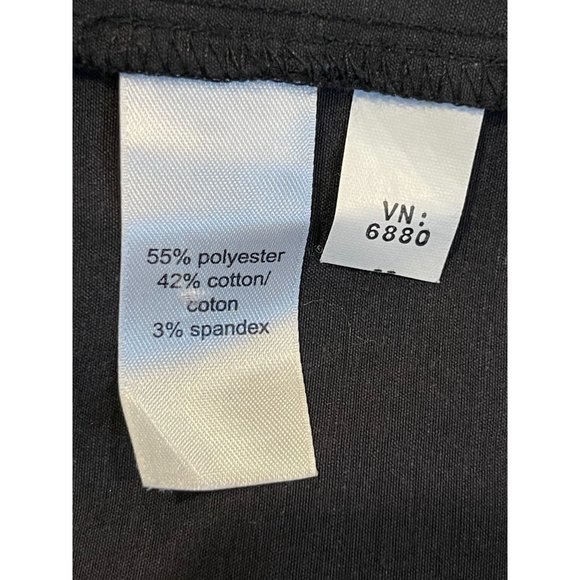 55% polyester
42% cotton/
coton
3% spandex
VN:
6880